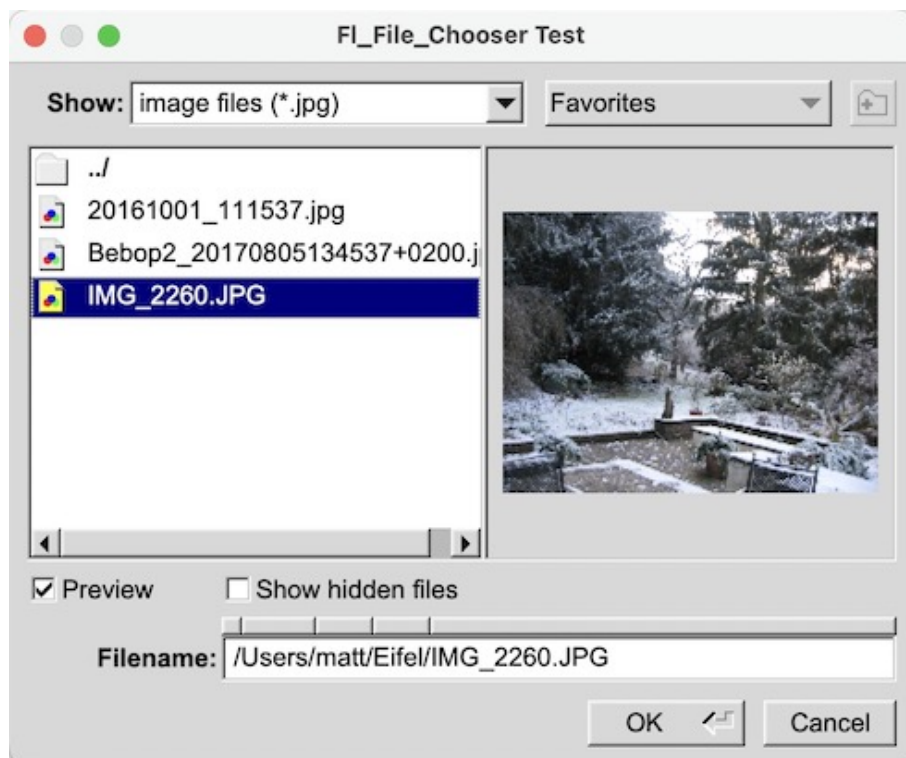 Fl_File_Chooser Test
Show: image files (*.jpg) Favorites
../
20161001_111537.jpg
Bebop2_20170805134537+0200.j
IMG_2260.JPG
Preview Show hidden files
Filename: /Users/matt/Eifel/IMG_2260.JPG
OK Cancel